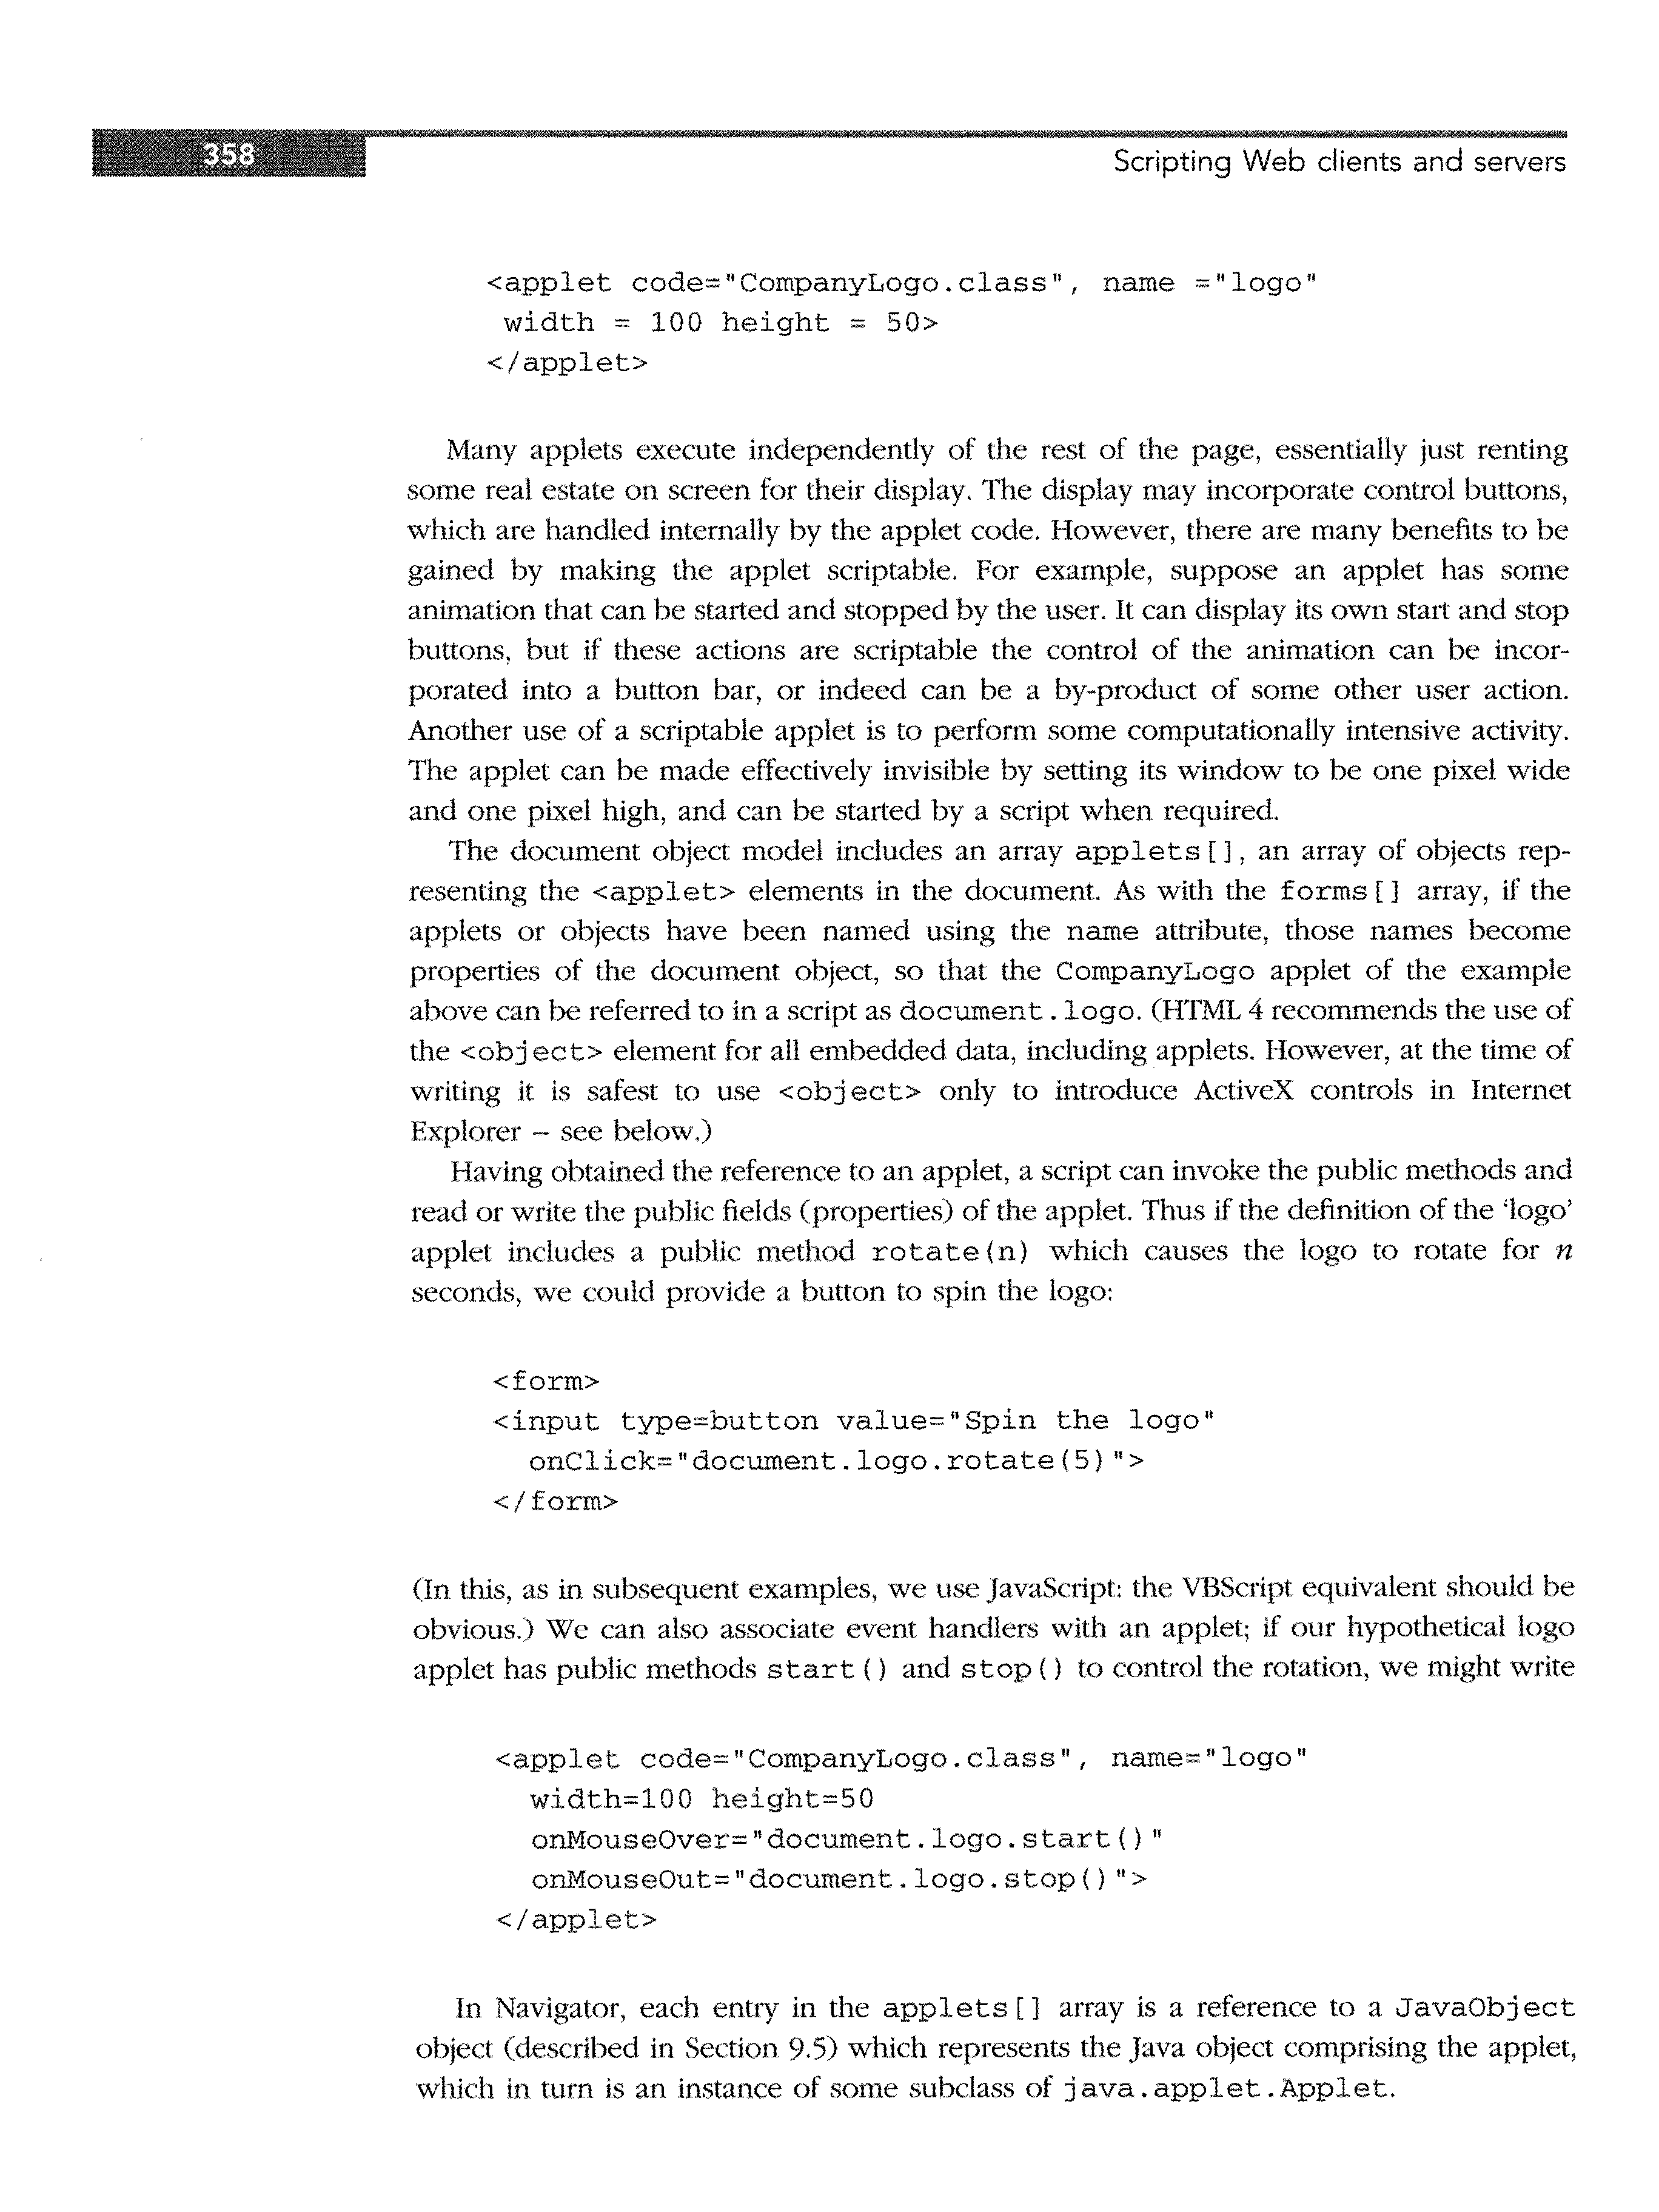 358
Scripting Web clients and servers
<applet code="CompanyLogo.class", name ="logo"
width = 100 height = 50>
</applet>
Many applets execute independently of the rest of the page, essentially just renting
some real estate on screen for their display. The display may incorporate control buttons,
which are handled internally by the applet code. However, there are many benefits to be
gained by making the applet scriptable. For example, suppose an applet has some
animation that can be started and stopped by the user. It can display its own start and stop
buttons, but if these actions are scriptable the control of the animation can be incor-
porated into a button bar, or indeed can be a by-product of some other user action.
Another use of a scriptable applet is to perform some computationally intensive activity.
The applet can be made effectively invisible by setting its window to be one pixel wide
and one pixel high, and can be started by a script when required.
The document object model includes an array applets[], an array of objects rep-
resenting the <applet> elements in the document. As with the forms[] array, if the
applets or objects have been named using the name attribute, those names become
properties of the document object, so that the CompanyLogo applet of the example
above can be referred to in a script as document.logo. (HTML 4 recommends the use of
the <object> element for all embedded data, including applets. However, at the time of
writing it is safest to use <object> only to introduce ActiveX controls in Internet
Explorer – see below.)
Having obtained the reference to an applet, a script can invoke the public methods and
read or write the public fields (properties) of the applet. Thus if the definition of the ‘logo’
applet includes a public method rotate(n) which causes the logo to rotate for n
seconds, we could provide a button to spin the logo:
<form>
<input type=button value="Spin the logo"
onClick="document.logo.rotate(5)">
</form>
(In this, as in subsequent examples, we use JavaScript: the VBScript equivalent should be
obvious.) We can also associate event handlers with an applet; if our hypothetical logo
applet has public methods start() and stop() to control the rotation, we might write
<applet code="CompanyLogo.class", name="logo"
width=100 height=50
onMouseOver="document.logo.start()"
onMouseOut="document.logo.stop()">
</applet>
In Navigator, each entry in the applets[] array is a reference to a JavaObject
object (described in Section 9.5) which represents the Java object comprising the applet,
which in turn is an instance of some subclass of java.applet.Applet.